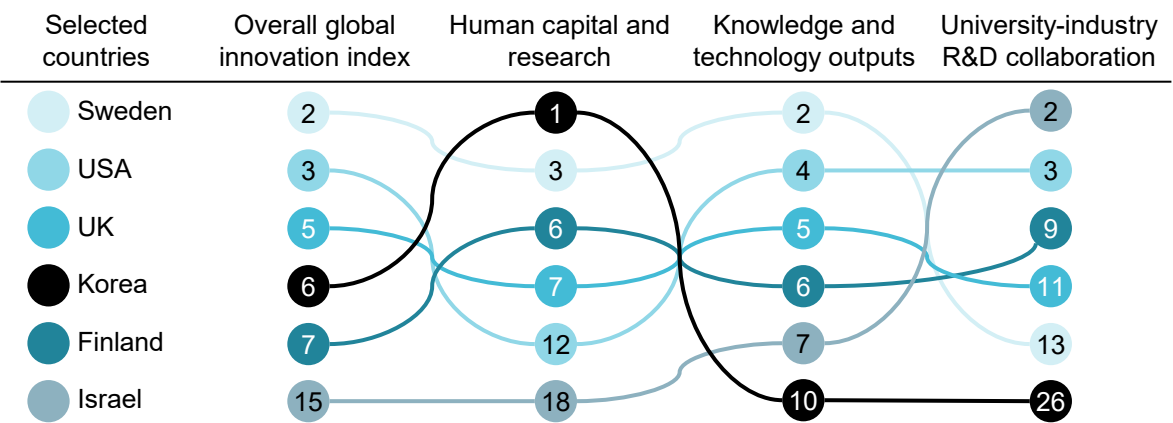 Selected countries
Overall global innovation index
Human capital and research
Knowledge and technology outputs
University-industry R&D collaboration
Sweden 2 3 2 2
USA 3 1 4 3
UK 5 6 5 9
Korea 6 7 6 11
Finland 7 12 7 13
Israel 15 18 10 26